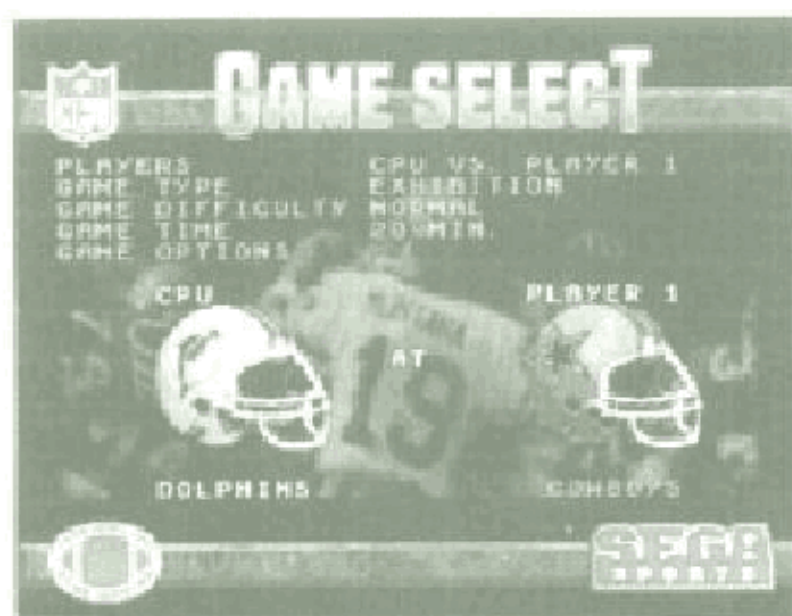 GAME SELECT
PLAYERS CPU VS. PLAYER 1
GAME TYPE EXHIBITION
GAME DIFFICULTY NORMAL
GAME TIME 20 MIN.
GAME OPTIONS
CPU PLAYER 1
AT
19
DOLPHINS COWBOYS
SEGA
SPORTS